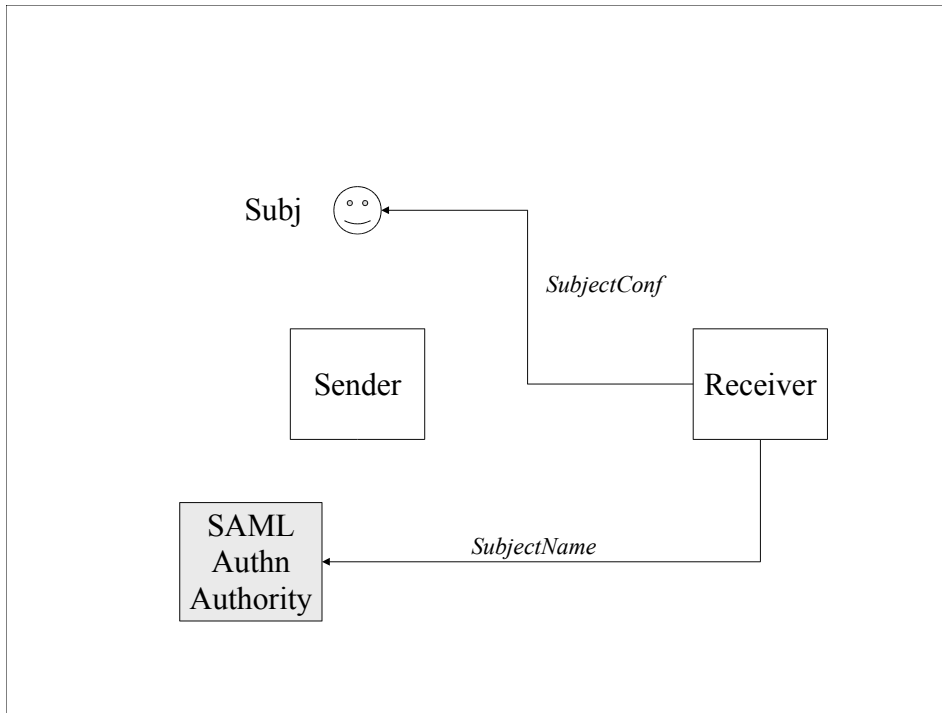 Subj
SubjectConf
Sender
Receiver
SAML
Authn
Authority
SubjectName